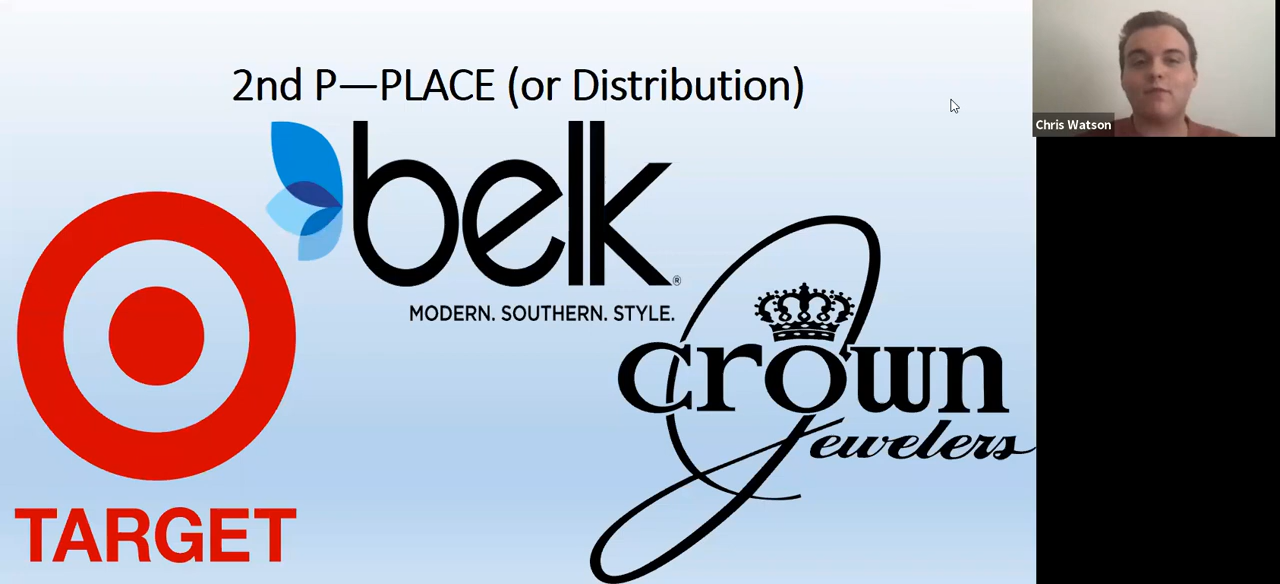 2nd P—PLACE (or Distribution)
Chris Watson
belk®
MODERN. SOUTHERN. STYLE.
crown
Jewelers
TARGET